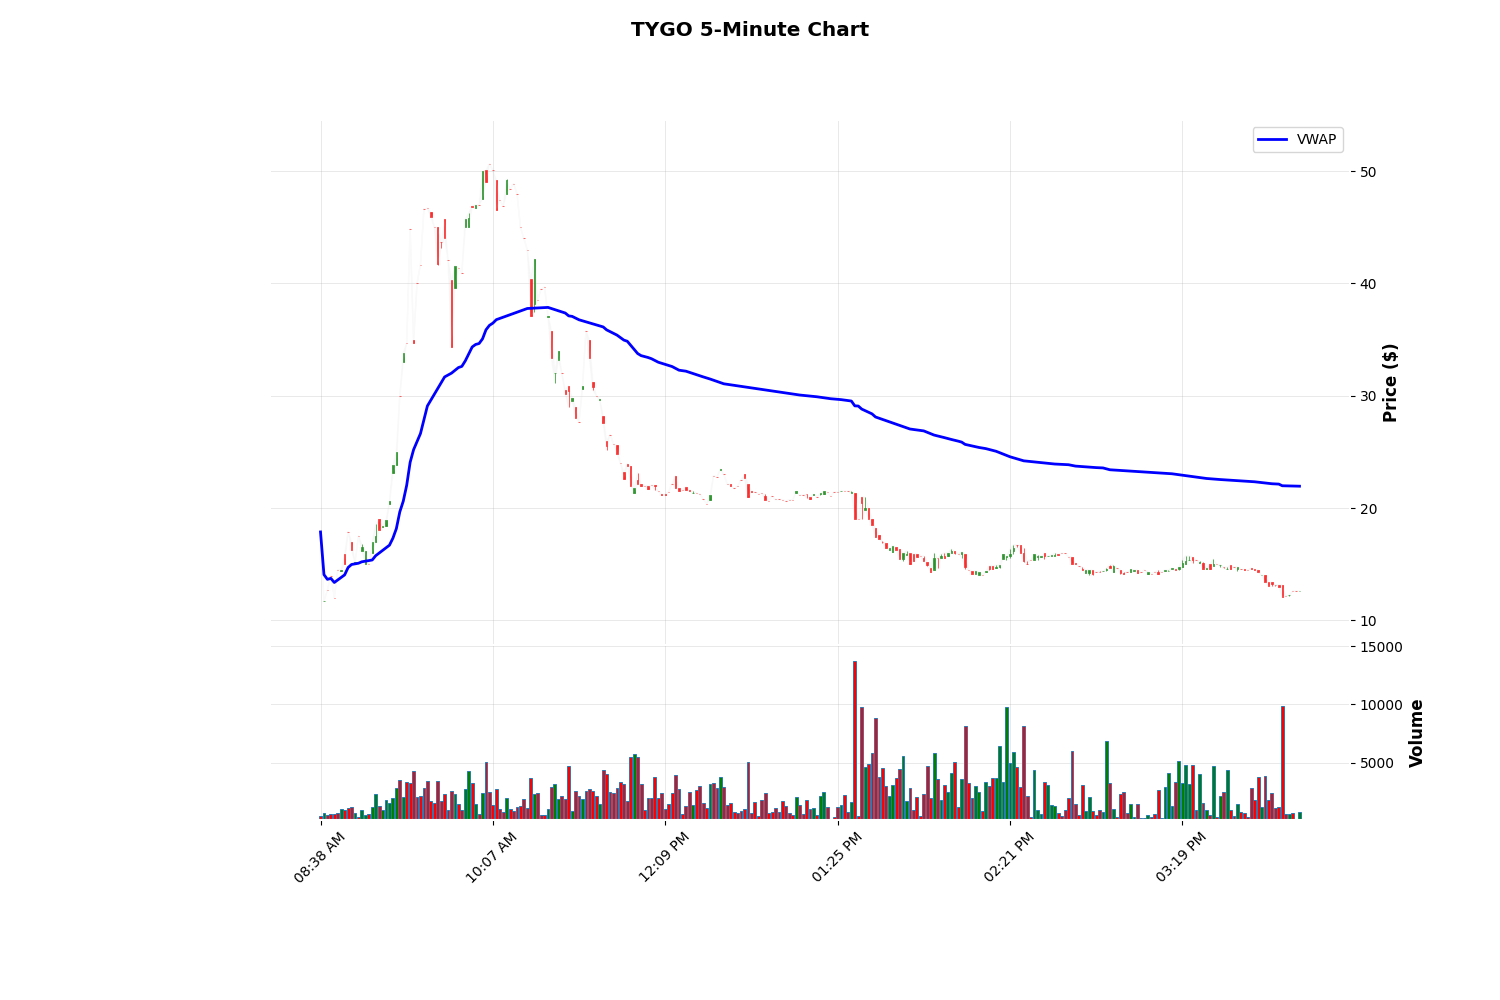 TYGO 5-Minute Chart
VWAP
50
40
30
20
10
Price ($)
15000
10000
5000
Volume
08:38 AM
10:07 AM
12:09 PM
01:25 PM
02:21 PM
03:19 PM